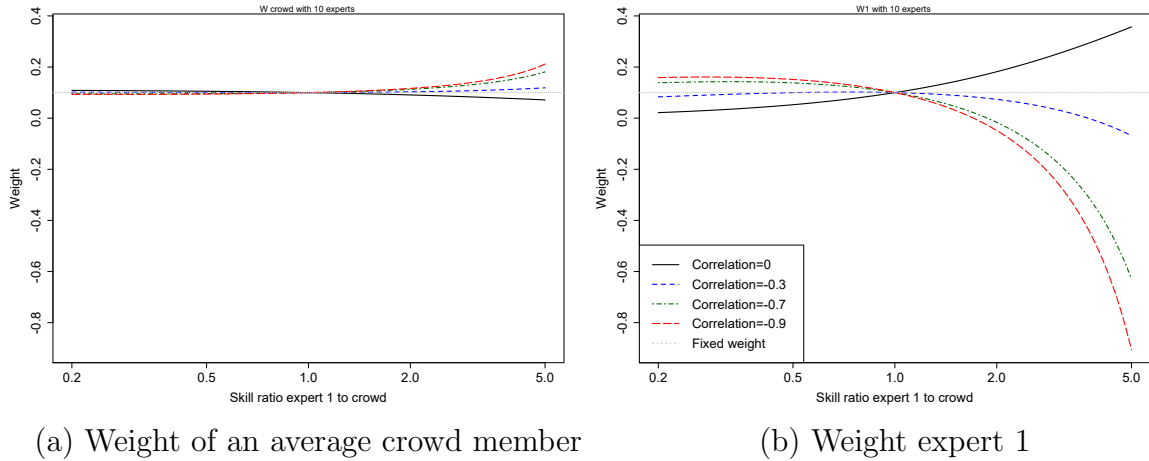 W crowd with 10 experts
Weight
0.4
0.2
0.0
-0.2
-0.4
-0.6
-0.8
0.2 0.5 1.0 2.0 5.0
Skill ratio expert 1 to crowd
(a) Weight of an average crowd member
W1 with 10 experts
Weight
0.4
0.2
0.0
-0.2
-0.4
-0.6
-0.8
Correlation=0
Correlation=-0.3
Correlation=-0.7
Correlation=-0.9
Fixed weight
0.2 0.5 1.0 2.0 5.0
Skill ratio expert 1 to crowd
(b) Weight expert 1